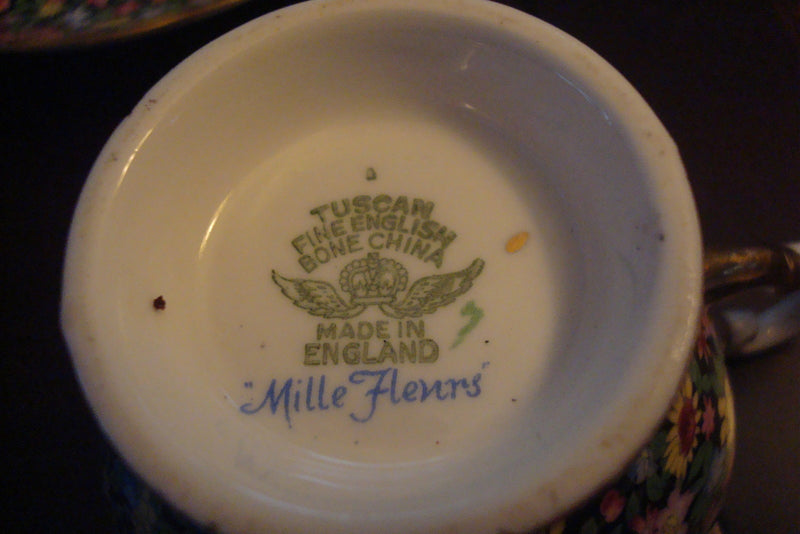 TUSCAN
FINE ENGLISH
BONE CHINA
MADE IN
ENGLAND
"Mille Fleurs"